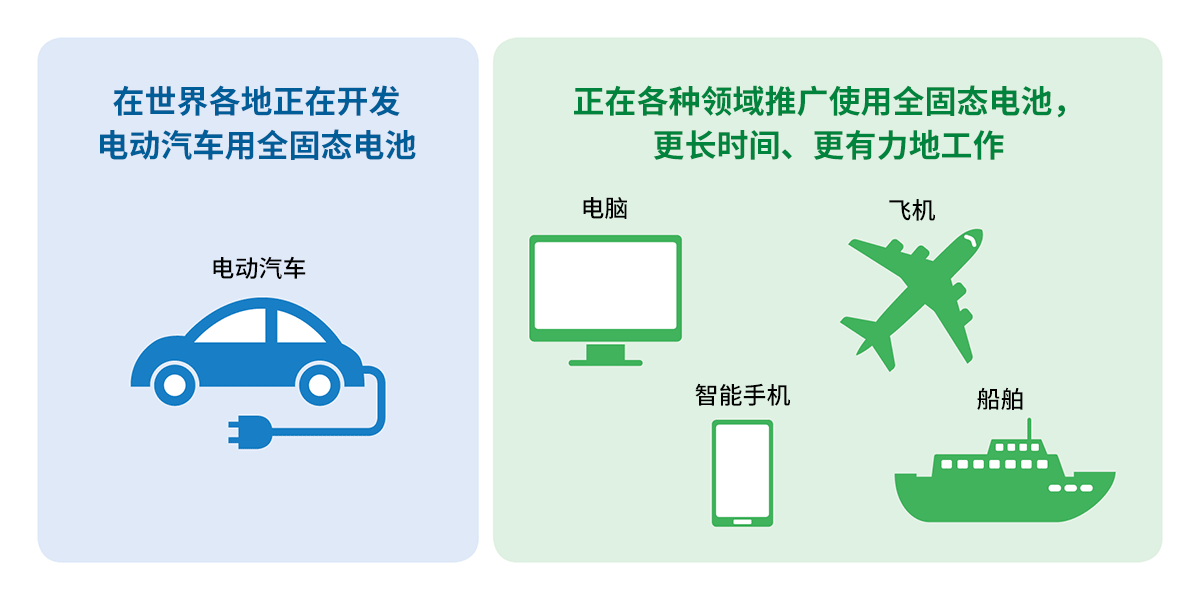 在世界各地正在开发
电动汽车用全固态电池
电动汽车
正在各种领域推广使用全固态电池，
更长时间、更有力地工作
电脑
飞机
智能手机
船舶